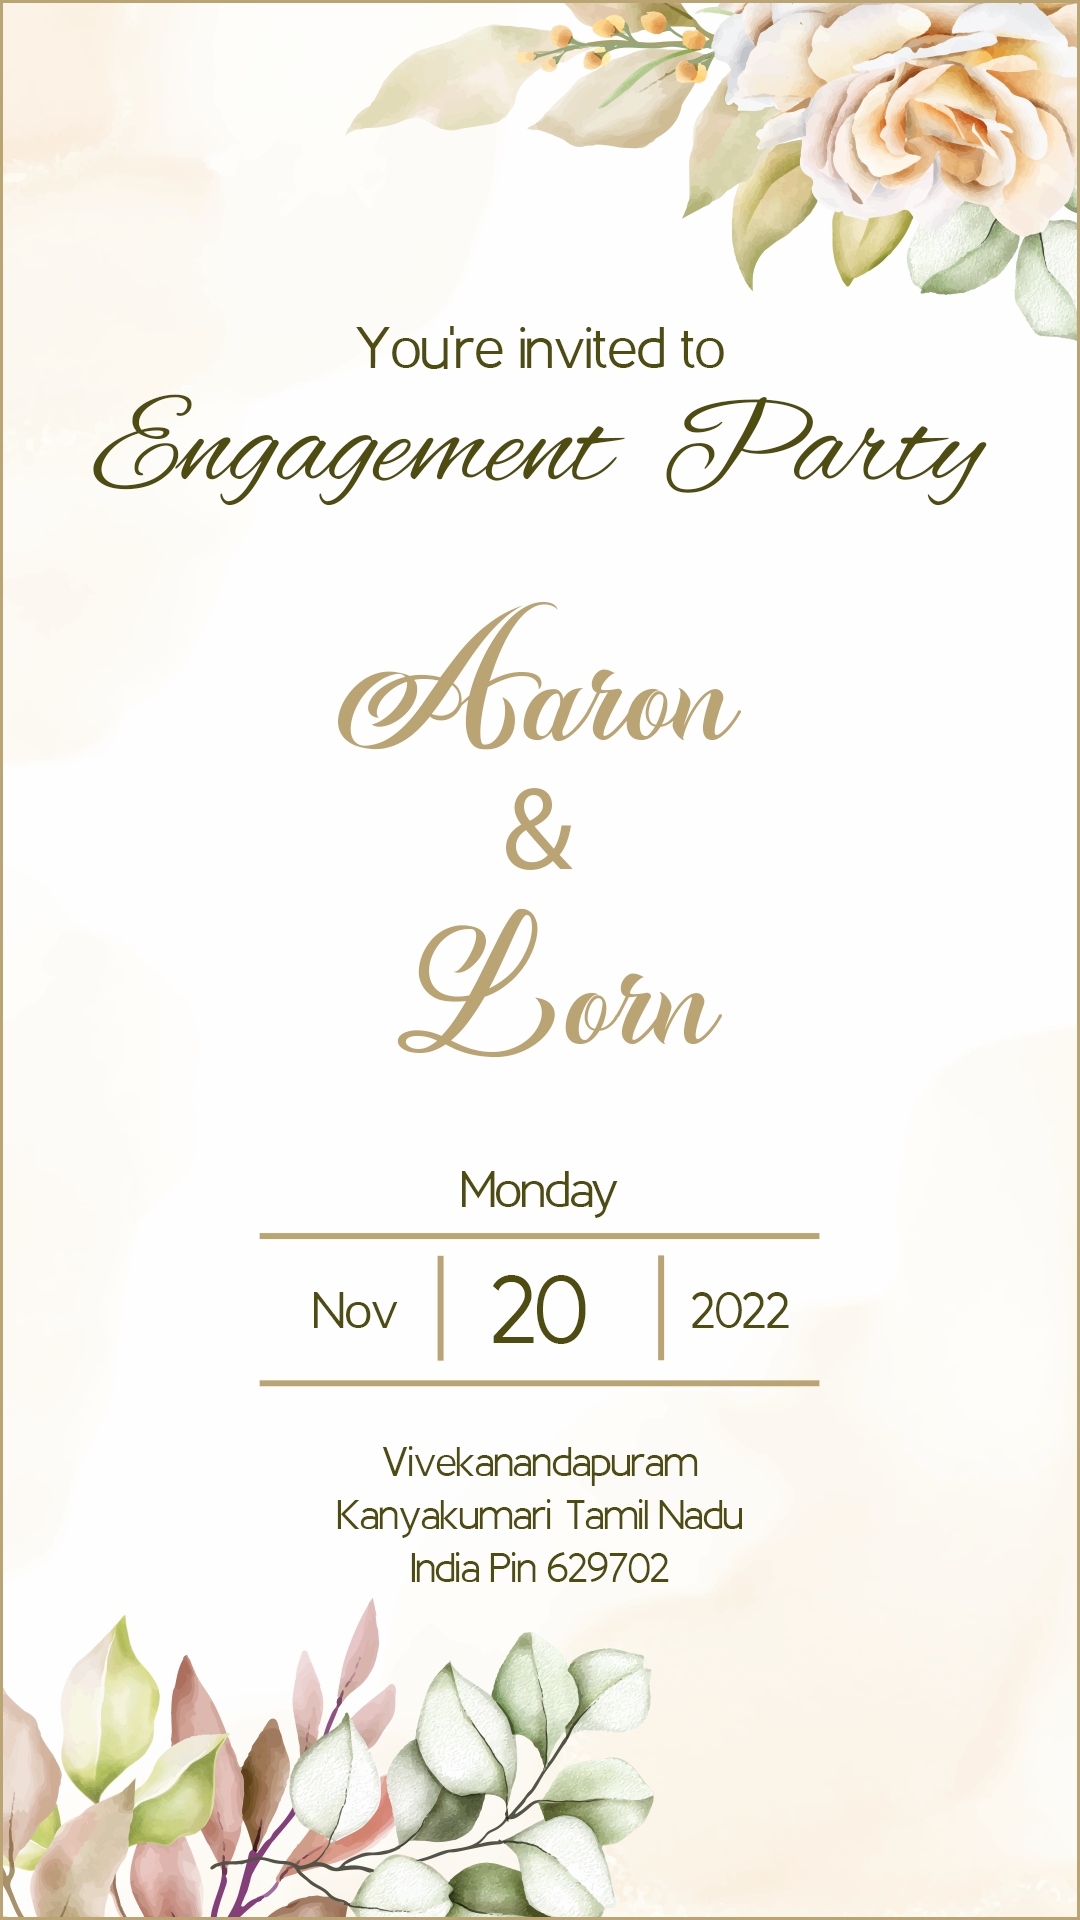 You're invited to
Engagement Party
Aaron
&
Lorn
Monday
Nov 20 2022
Vivekanandapuram
Kanyakumari Tamil Nadu
India Pin 629702